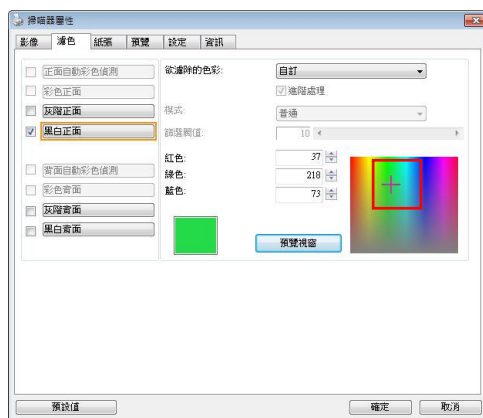 掃瞄器屬性
影像 濾色 紙張 預覽 設定 資訊
正面自動彩色偵測
彩色正面
灰階正面
黑白正面
背面自動彩色偵測
彩色背面
灰階背面
黑白背面
欲濾除的色彩: 自訂
進階處理
模式: 普通
篩選閥值: 10
紅色: 37
綠色: 218
藍色: 73
預覽視窗
預設值 確定 取消